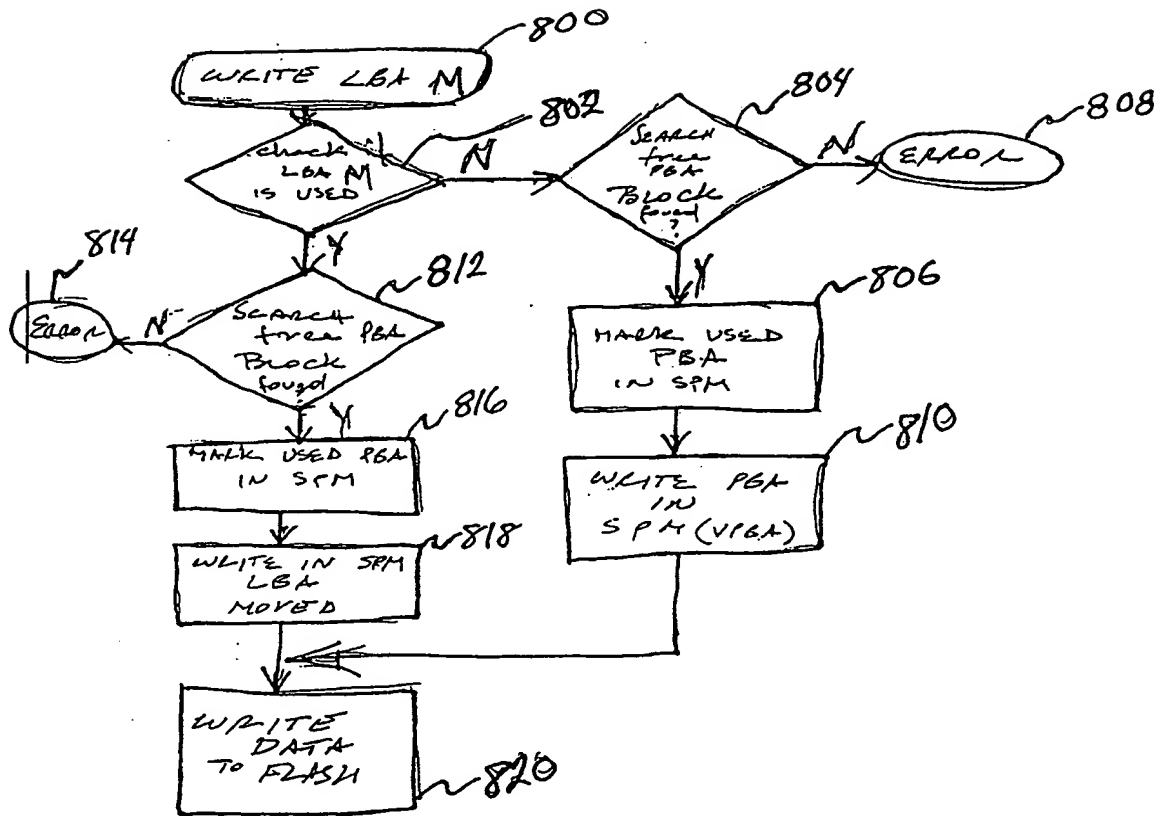 800
WRITE LBA M
802
check
LBA M
IS USED
N
Y
804
SEARCH
free
PBA
BLOCK
found
?
N
Y
808
ERROR
814
ERROR
N
812
SEARCH
free PBA
BLOCK
found
Y
806
MARK USED
PBA
IN SPM
816
MARK USED PBA
IN SPM
810
WRITE PBA
IN
SPM (VPBA)
818
WRITE IN SPM
LBA
MOVED
WRITE
DATA
TO FLASH
820